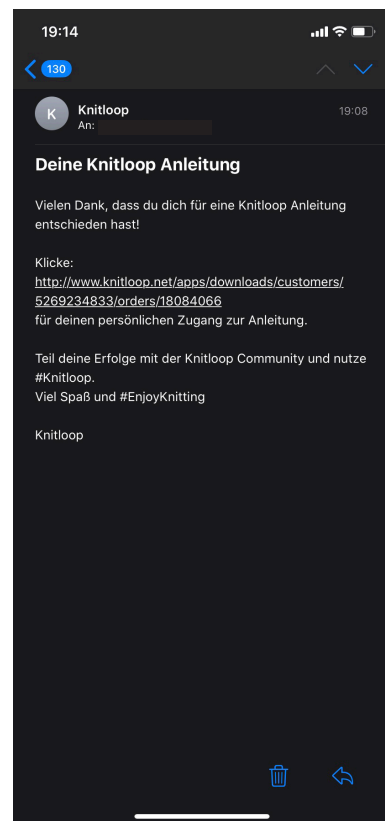 19:14
130
K
Knitloop
19:08
An:
Deine Knitloop Anleitung
Vielen Dank, dass du dich für eine Knitloop Anleitung
entschieden hast!
Klicke:
http://www.knitloop.net/apps/downloads/customers/
5269234833/orders/18084066
für deinen persönlichen Zugang zur Anleitung.
Teil deine Erfolge mit der Knitloop Community und nutze
#Knitloop.
Viel Spaß und #EnjoyKnitting
Knitloop